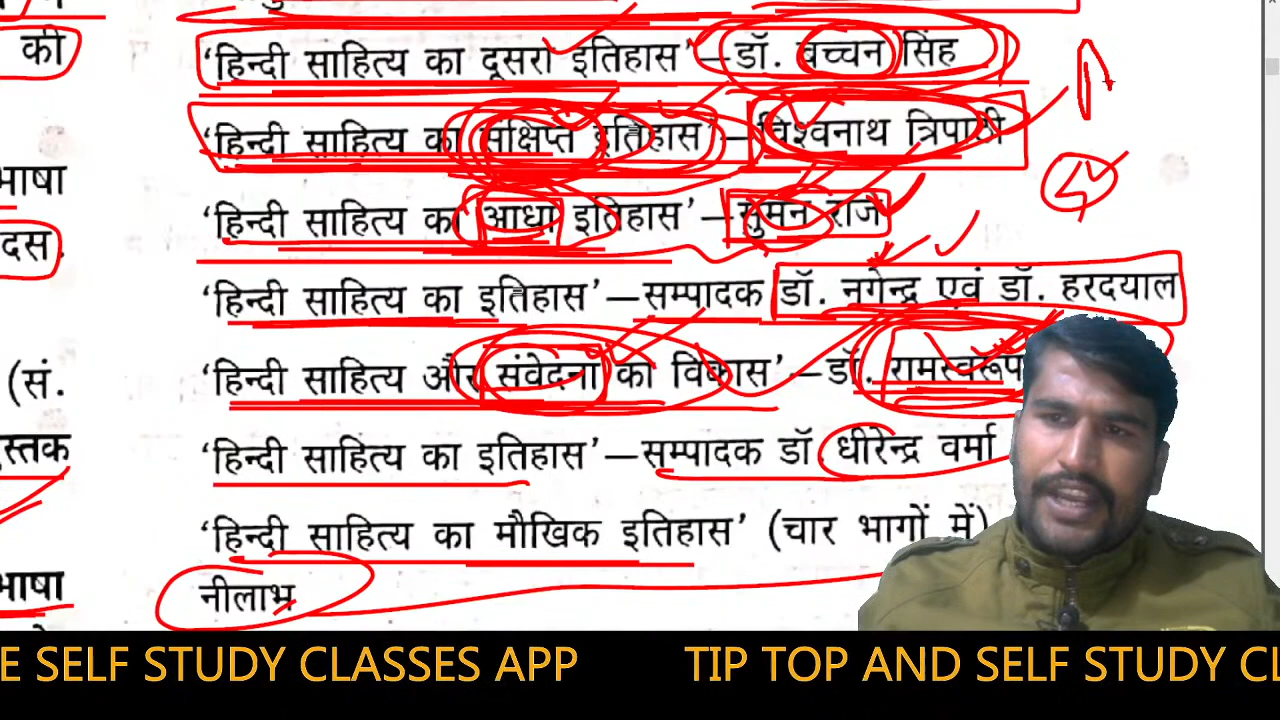 की
'हिन्दी साहित्य का दूसरा इतिहास'–डॉ. बच्चन सिंह
'हिन्दी साहित्य का संक्षिप्त इतिहास'–विश्वनाथ त्रिपाठी
भाषा
'हिन्दी साहित्य का आधा इतिहास'–सुमन राजे
दस
'हिन्दी साहित्य का इतिहास'–सम्पादक डॉ. नगेन्द्र एवं डॉ. हरदयाल
(सं.
'हिन्दी साहित्य और संवेदना का विकास'–डॉ. रामस्वरूप
स्तक
'हिन्दी साहित्य का इतिहास'–सम्पादक डॉ धीरेन्द्र वर्मा
'हिन्दी साहित्य का मौखिक इतिहास' (चार भागों में)
भाषा
नीलाभ
E SELF STUDY CLASSES APP TIP TOP AND SELF STUDY CL